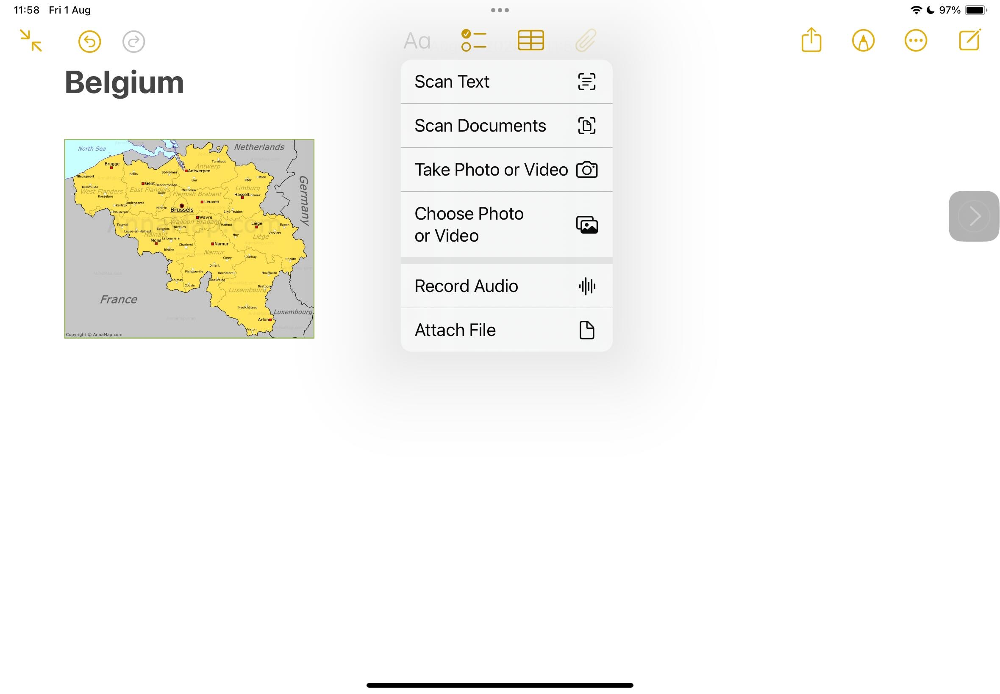 11:58 Fri 1 Aug
97%
Aa
Belgium
Scan Text
Scan Documents
Take Photo or Video
Choose Photo
or Video
Record Audio
Attach File
North Sea
Netherlands
Germany
France
Luxembourg
Brugge
Nieuwpoort
Diksmuide
West Flanders
Roeselare
Kortrijk
Mouscron
Eeklo
Gent
East Flanders
St-Niklaas
Dendermonde
Aalst
Oudenaarde
Ninove
Turnhout
Antwerp
Antwerpen
Lier
Mechelen
Flemish Brabant
Leuven
Brussels
Peer
Bree
Limburg
Hasselt
Genk
Sint-Truiden
Wavre
Walloon Brabant
Nivelles
Hannut
Tournai
Leuze-en-Hainaut
Soignies
Hainaut
Mons
La Louviere
Binche
Charleroi
Liège
Eupen
Verviers
Liège
Huy
Namur
Namur
Ciney
Dinant
Durbuy
St-Vith
Philippeville
Rochefort
Houffalize
Chimay
Couvin
Beauraing
Bastogne
Luxembourg
Neufchâteau
Arlon
Virton
AnnaMap.com
Copyright © AnnaMap.com